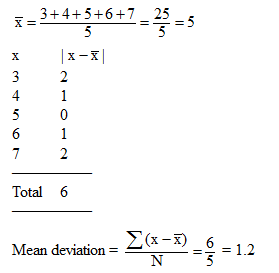 x̅ = 3+4+5+6+7 / 5 = 25 / 5 = 5
x | x − x̅ |
3 2
4 1
5 0
6 1
7 2
Total 6
Mean deviation = ∑(x − x̅) / N = 6 / 5 = 1.2